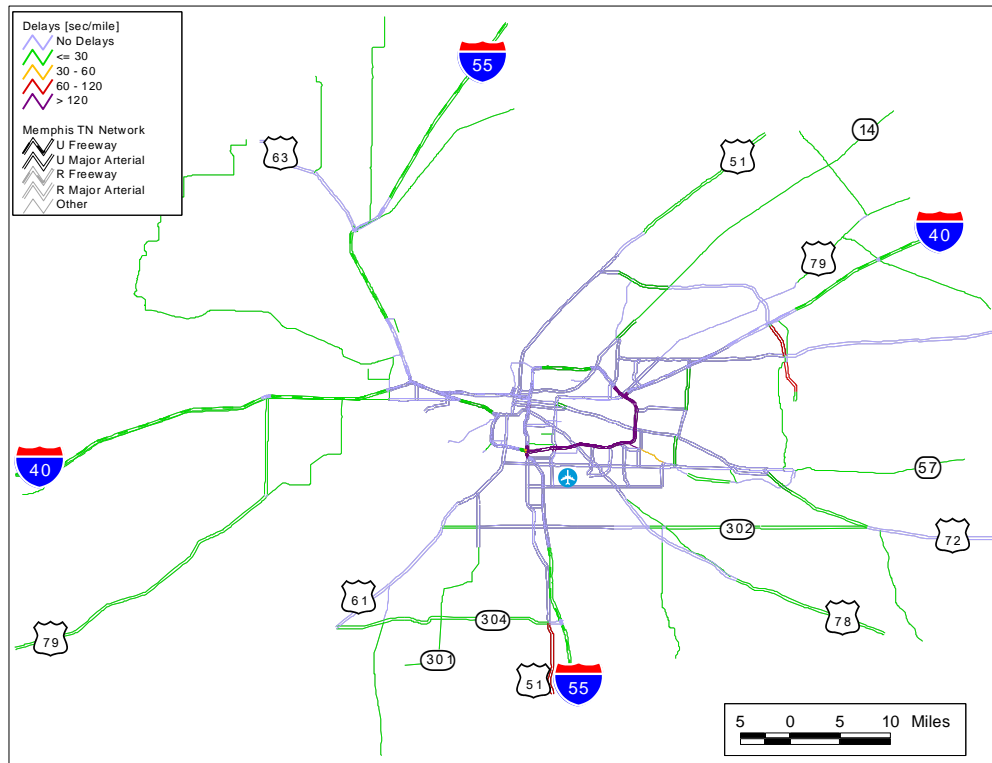 Delays [sec/mile]
No Delays
<= 30
30 - 60
60 - 120
> 120
Memphis TN Network
U Freeway
U Major Arterial
R Freeway
R Major Arterial
Other
55
63
51
14
79
40
40
57
302
72
61
304
78
79
301
51
55
5 0 5 10 Miles